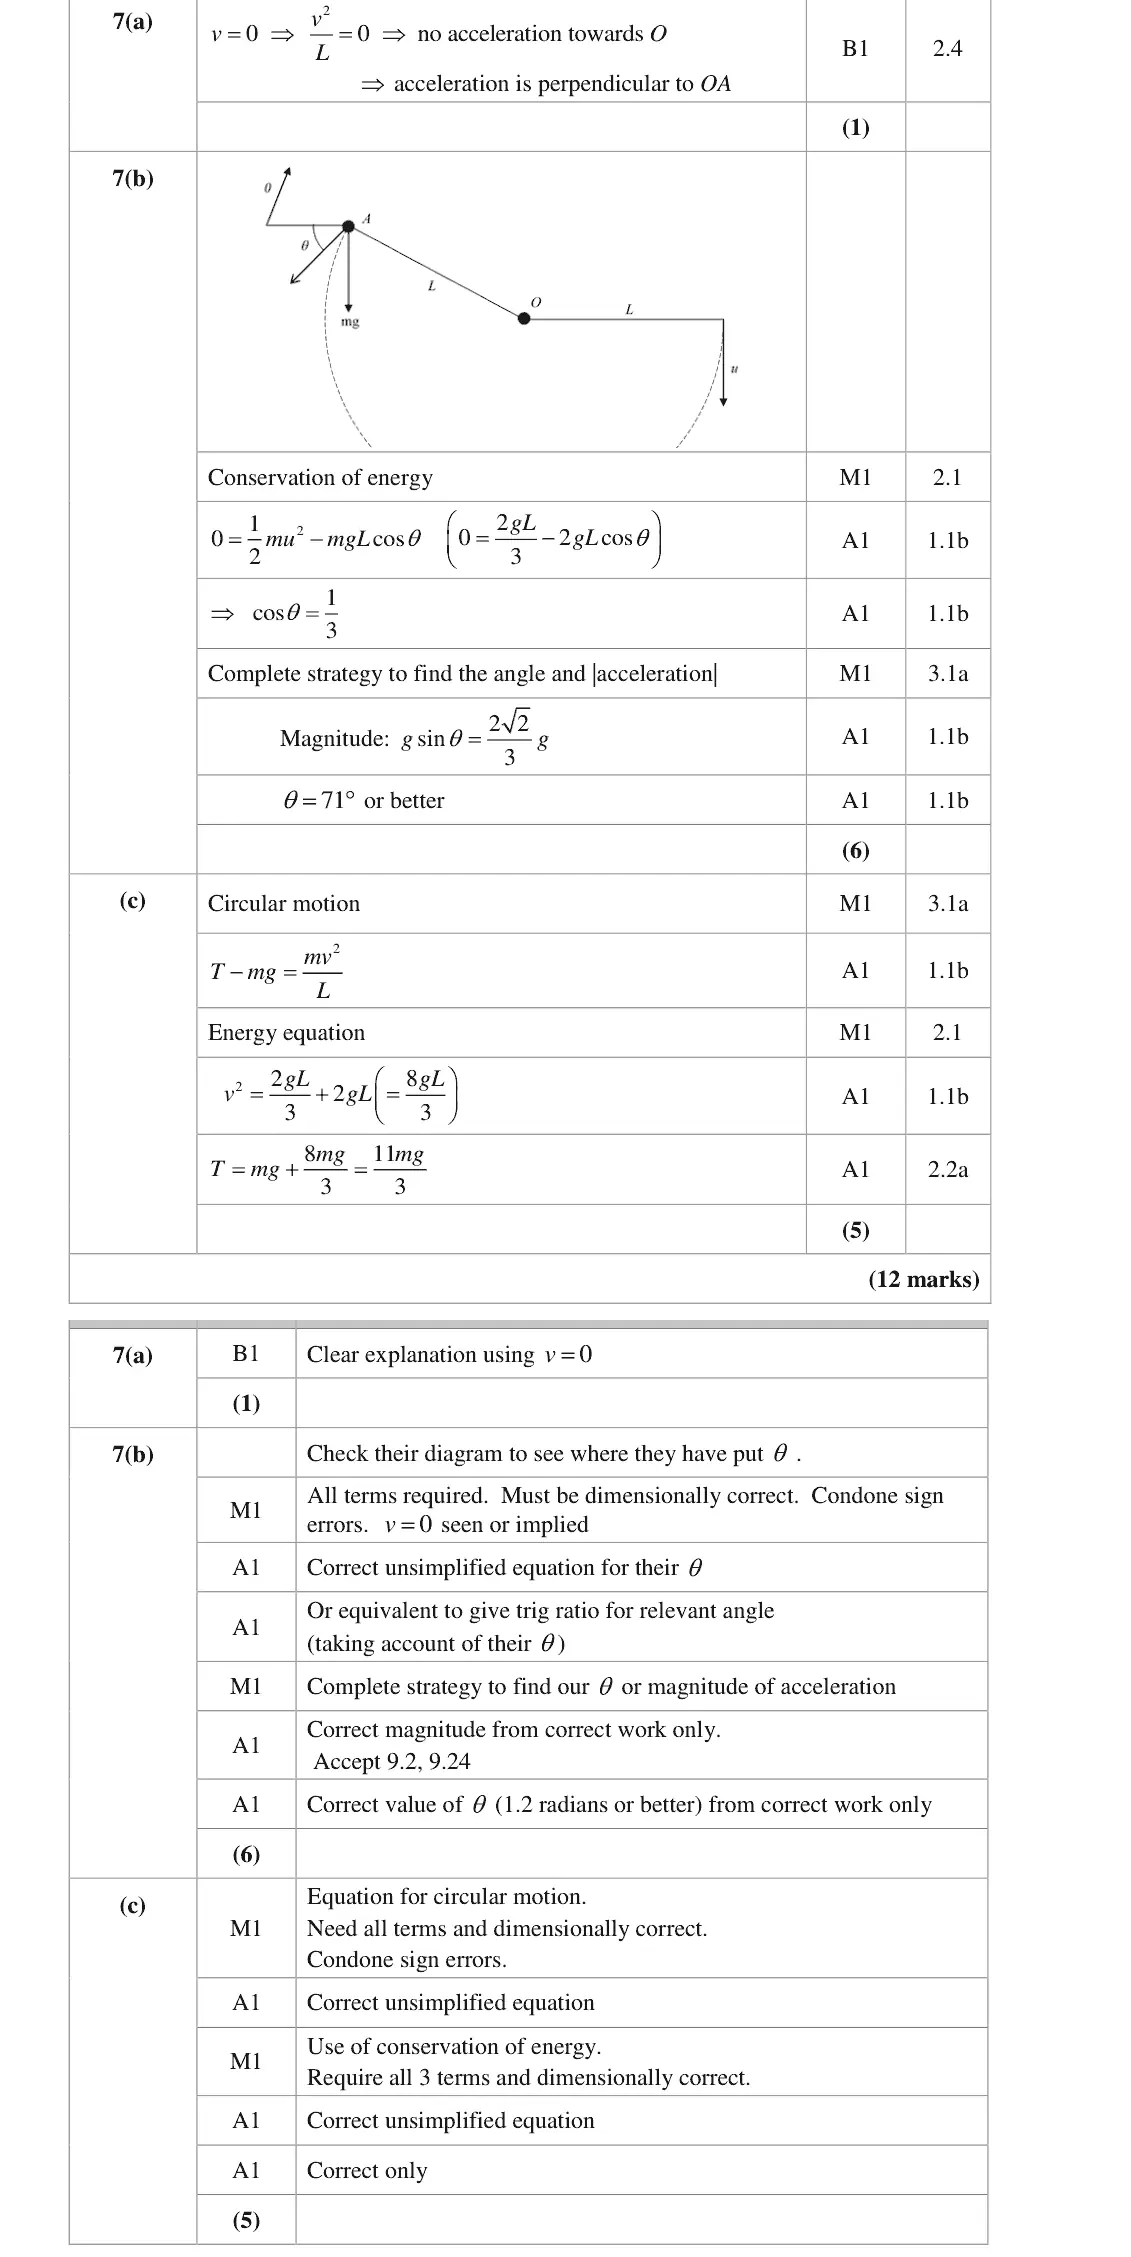 7(a)
v = 0 ⇒ v²/L = 0 ⇒ no acceleration towards O
⇒ acceleration is perpendicular to OA
B1
2.4
(1)
7(b)
0
A
θ
L
O
L
mg
u
Conservation of energy
M1
2.1
0 = 1/2 mu² − mgL cos θ (0 = 2gL/3 − 2gL cos θ)
A1
1.1b
⇒ cos θ = 1/3
A1
1.1b
Complete strategy to find the angle and |acceleration|
M1
3.1a
Magnitude: g sin θ = 2√2/3 g
A1
1.1b
θ = 71° or better
A1
1.1b
(6)
(c)
Circular motion
M1
3.1a
T − mg = mv²/L
A1
1.1b
Energy equation
M1
2.1
v² = 2gL/3 + 2gL (= 8gL/3)
A1
1.1b
T = mg + 8mg/3 = 11mg/3
A1
2.2a
(5)
(12 marks)
7(a)
B1
Clear explanation using v = 0
(1)
7(b)
Check their diagram to see where they have put θ .
M1
All terms required. Must be dimensionally correct. Condone sign
errors. v = 0 seen or implied
A1
Correct unsimplified equation for their θ
A1
Or equivalent to give trig ratio for relevant angle
(taking account of their θ)
M1
Complete strategy to find our θ or magnitude of acceleration
A1
Correct magnitude from correct work only.
Accept 9.2, 9.24
A1
Correct value of θ (1.2 radians or better) from correct work only
(6)
(c)
M1
Equation for circular motion.
Need all terms and dimensionally correct.
Condone sign errors.
A1
Correct unsimplified equation
M1
Use of conservation of energy.
Require all 3 terms and dimensionally correct.
A1
Correct unsimplified equation
A1
Correct only
(5)